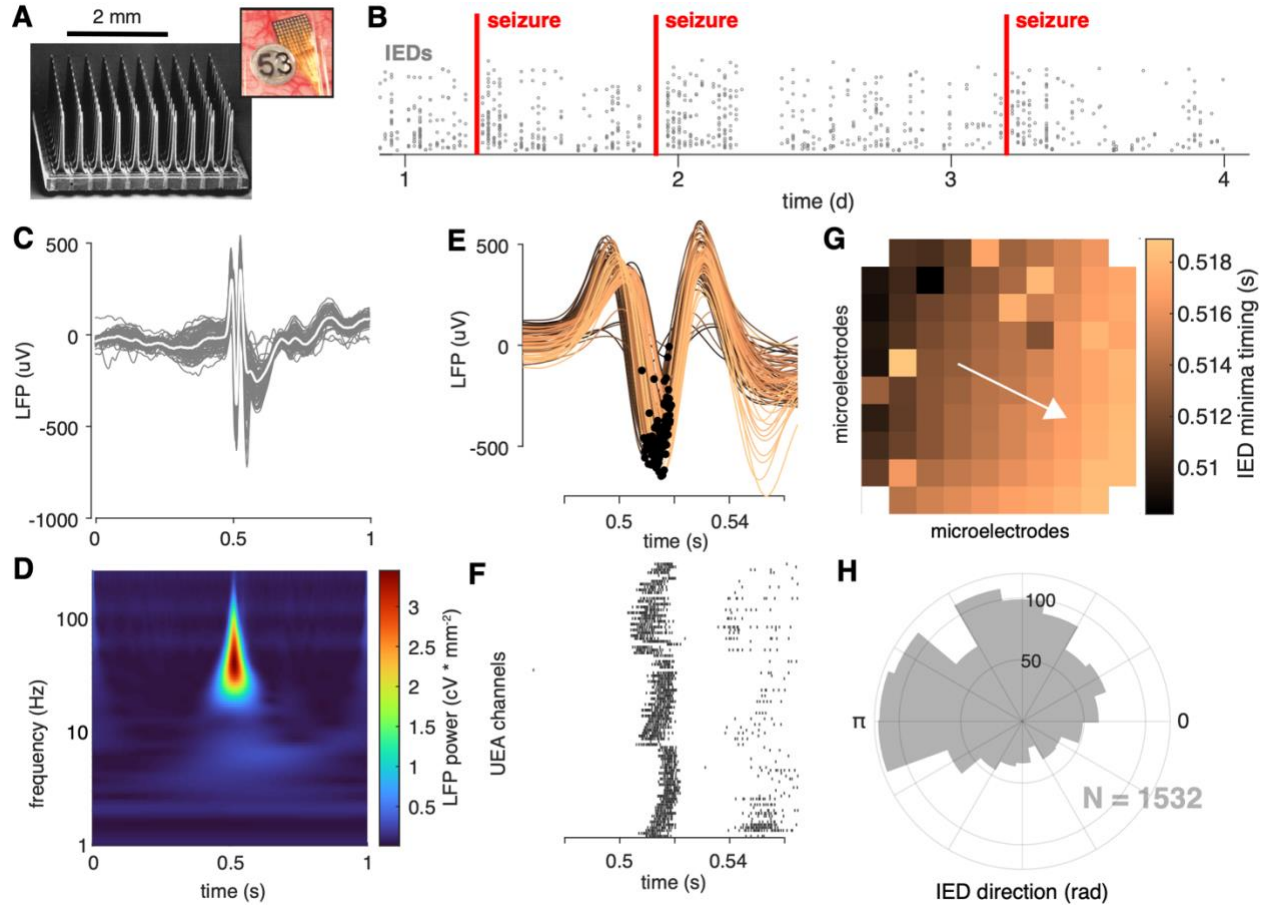 A
2 mm
53
B
seizure
seizure
seizure
IEDs
1
2
3
4
time (d)
C
500
0
-500
-1000
LFP (uV)
0
0.5
1
D
100
10
1
frequency (Hz)
0
0.5
1
time (s)
3
2.5
2
1.5
1
0.5
LFP power (cV * mm-2)
E
500
0
-500
LFP (uV)
0.5
0.54
time (s)
F
UEA channels
0.5
0.54
time (s)
G
microelectrodes
microelectrodes
0.518
0.516
0.514
0.512
0.51
IED minima timing (s)
H
100
50
π
0
N = 1532
IED direction (rad)